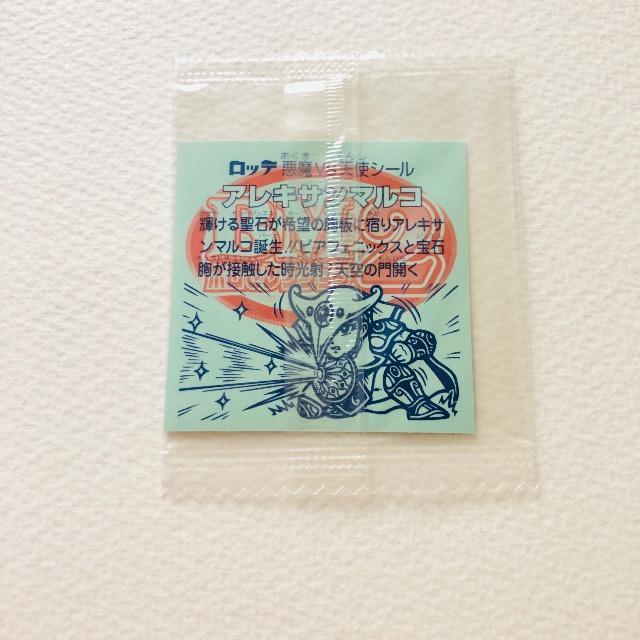 ロッテ 悪魔VS天使シール
アレキサンマルコ
輝ける聖石が希望の胸板に宿りアレキサ
ンマルコ誕生!!ピアフェニックスと宝石
胸が接触した時光射し天空の門開く